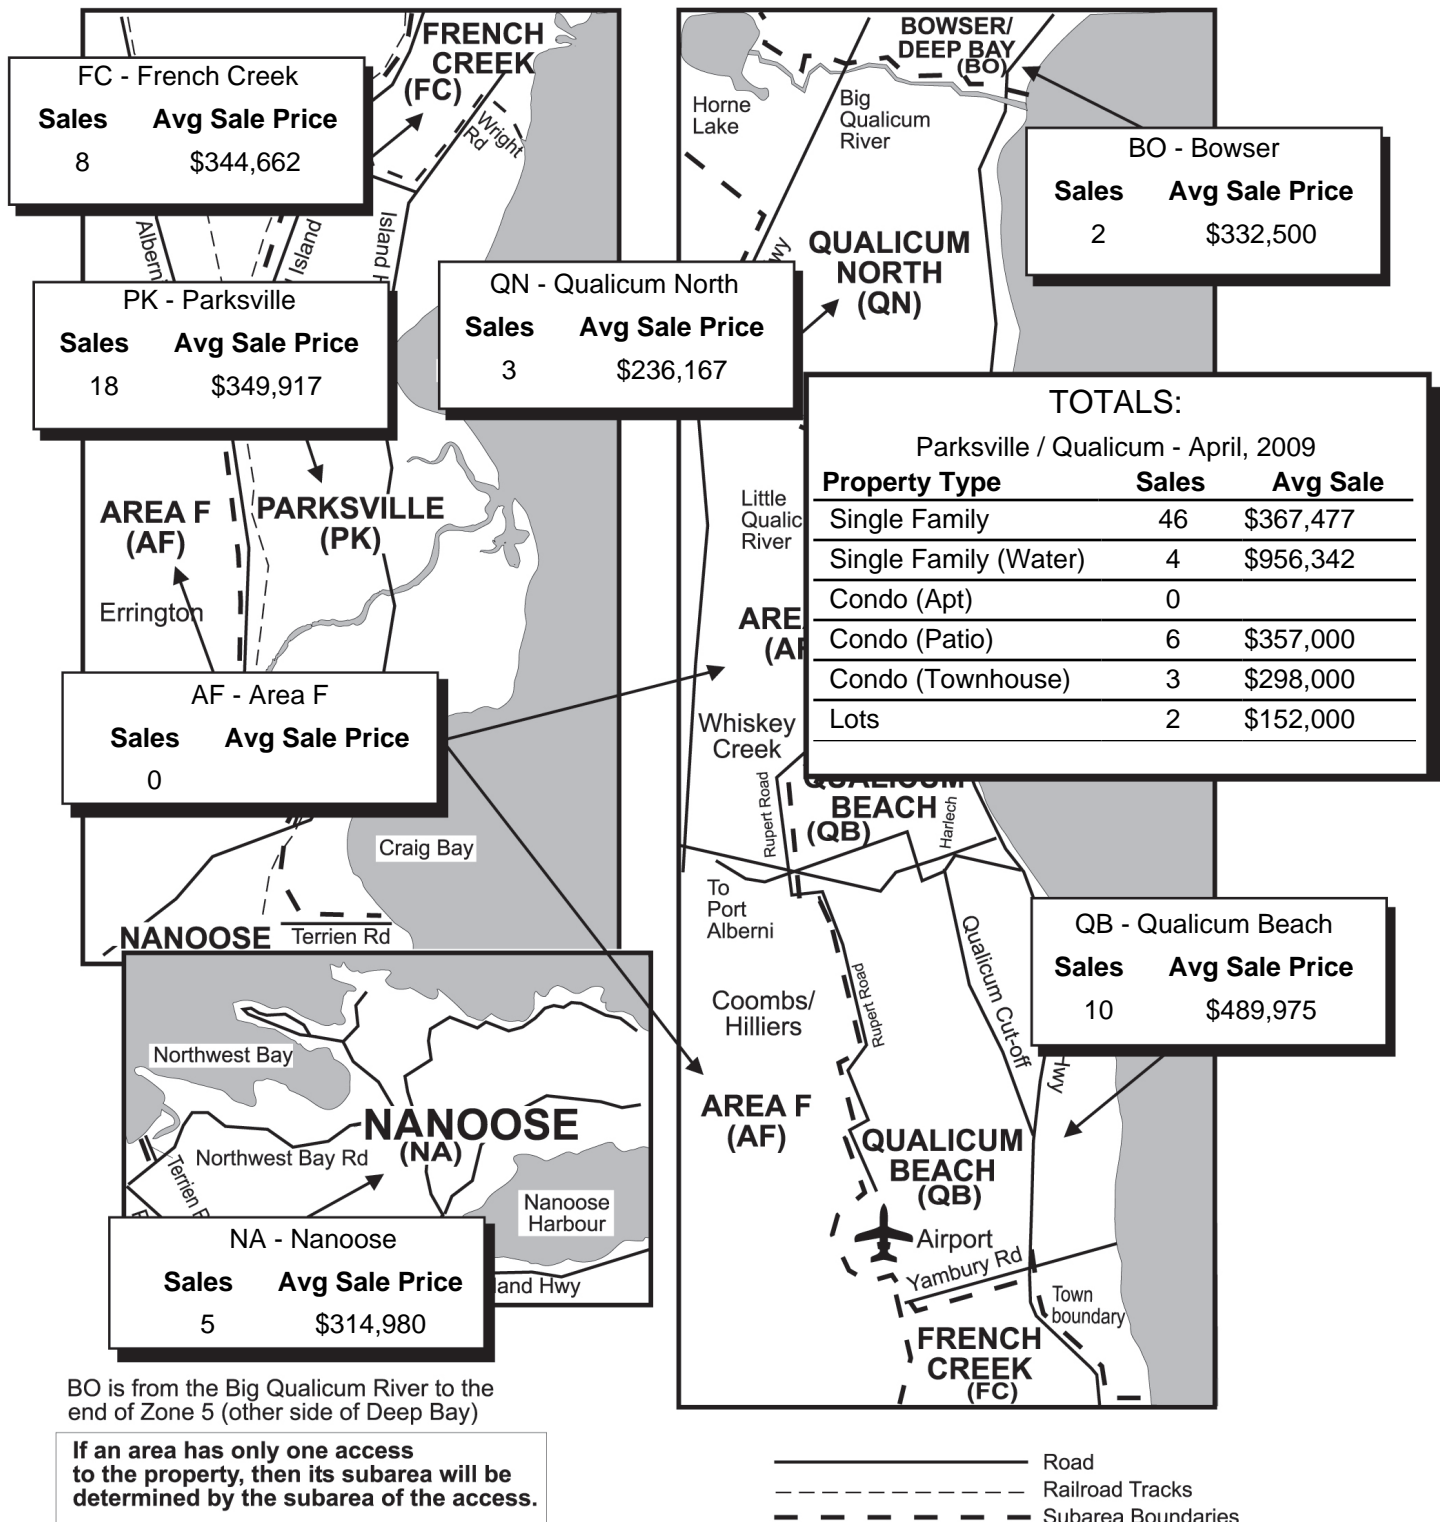 FRENCH
CREEK
(FC)
FC - French Creek
Sales Avg Sale Price
8 $344,662
Wright
Rd
Island
PK - Parksville
Sales Avg Sale Price
18 $349,917
AREA F
(AF)
PARKSVILLE
(PK)
Errington
AF - Area F
Sales Avg Sale Price
0
Craig Bay
NANOOSE
Terrien Rd
Northwest Bay
NANOOSE
(NA)
Northwest Bay Rd
Terrien
Nanoose
Harbour
NA - Nanoose
Sales Avg Sale Price
5 $314,980
Hwy
BO is from the Big Qualicum River to the
end of Zone 5 (other side of Deep Bay)
If an area has only one access
to the property, then its subarea will be
determined by the subarea of the access.
BOWSER/
DEEP BAY
(BO)
Horne
Lake
Big
Qualicum
River
BO - Bowser
Sales Avg Sale Price
2 $332,500
QUALICUM
NORTH
(QN)
QN - Qualicum North
Sales Avg Sale Price
3 $236,167
TOTALS:
Parksville / Qualicum - April, 2009
Property Type Sales Avg Sale
Single Family 46 $367,477
Single Family (Water) 4 $956,342
Condo (Apt) 0
Condo (Patio) 6 $357,000
Condo (Townhouse) 3 $298,000
Lots 2 $152,000
Little
River
Whiskey
Creek
Rupert Road
QUALICUM
BEACH
(QB)
Harlech
To
Port
Alberni
Qualicum Cut-off
QB - Qualicum Beach
Sales Avg Sale Price
10 $489,975
Coombs/
Hilliers
Rupert Road
Hwy
AREA F
(AF)
QUALICUM
BEACH
(QB)
Airport
Yambury Rd
Town
boundary
FRENCH
CREEK
(FC)
Road
Railroad Tracks
Subarea Boundaries